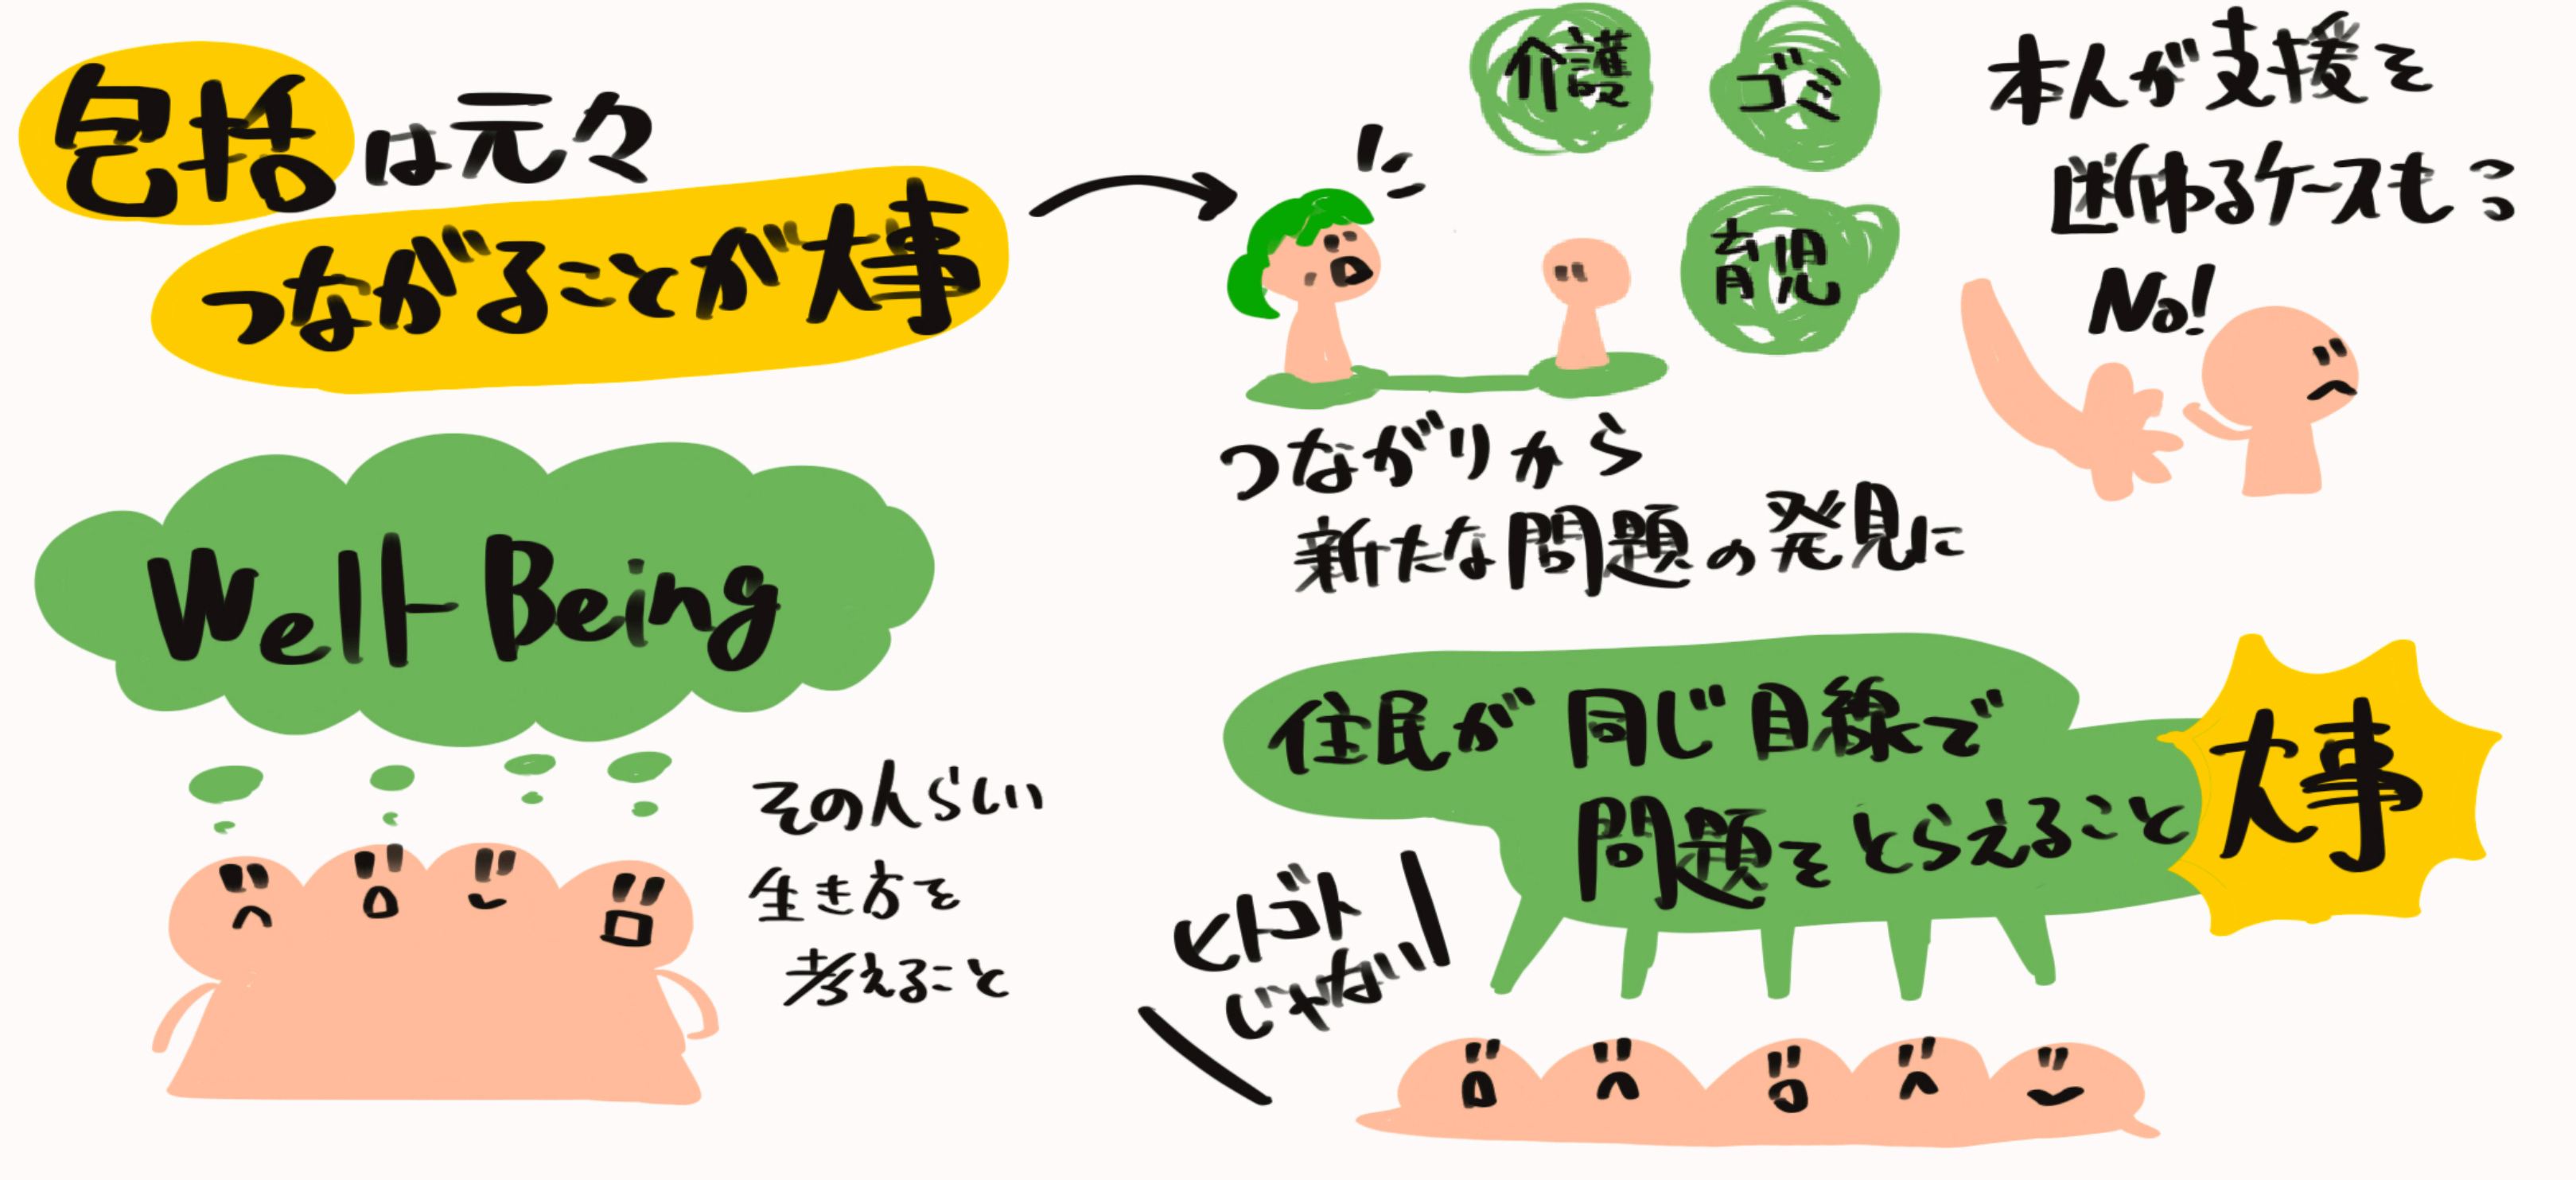 包括は元々
つながることが大事
介護
ゴミ
育児
つながりから
新たな問題の発見に
本人が支援を
断わるケースも…
No!
Well-Being
その人らしい
生き方を
考えること
住民が同じ目線で
問題をとらえること
大事
ヒトゴト
じゃない